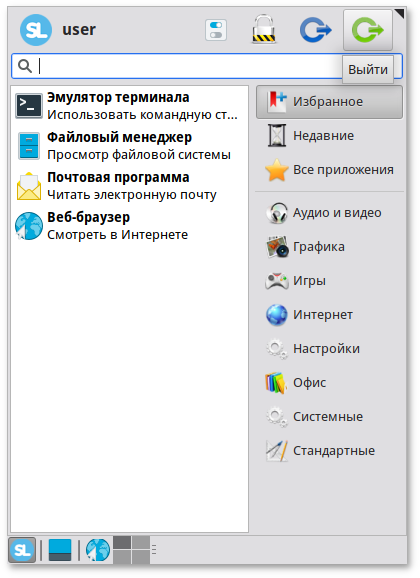 SL user
Выйти
Эмулятор терминала
Использовать командную ст...
Файловый менеджер
Просмотр файловой системы
Почтовая программа
Читать электронную почту
Веб-браузер
Смотреть в Интернете
Избранное
Недавние
Все приложения
Аудио и видео
Графика
Игры
Интернет
Настройки
Офис
Системные
Стандартные
SL